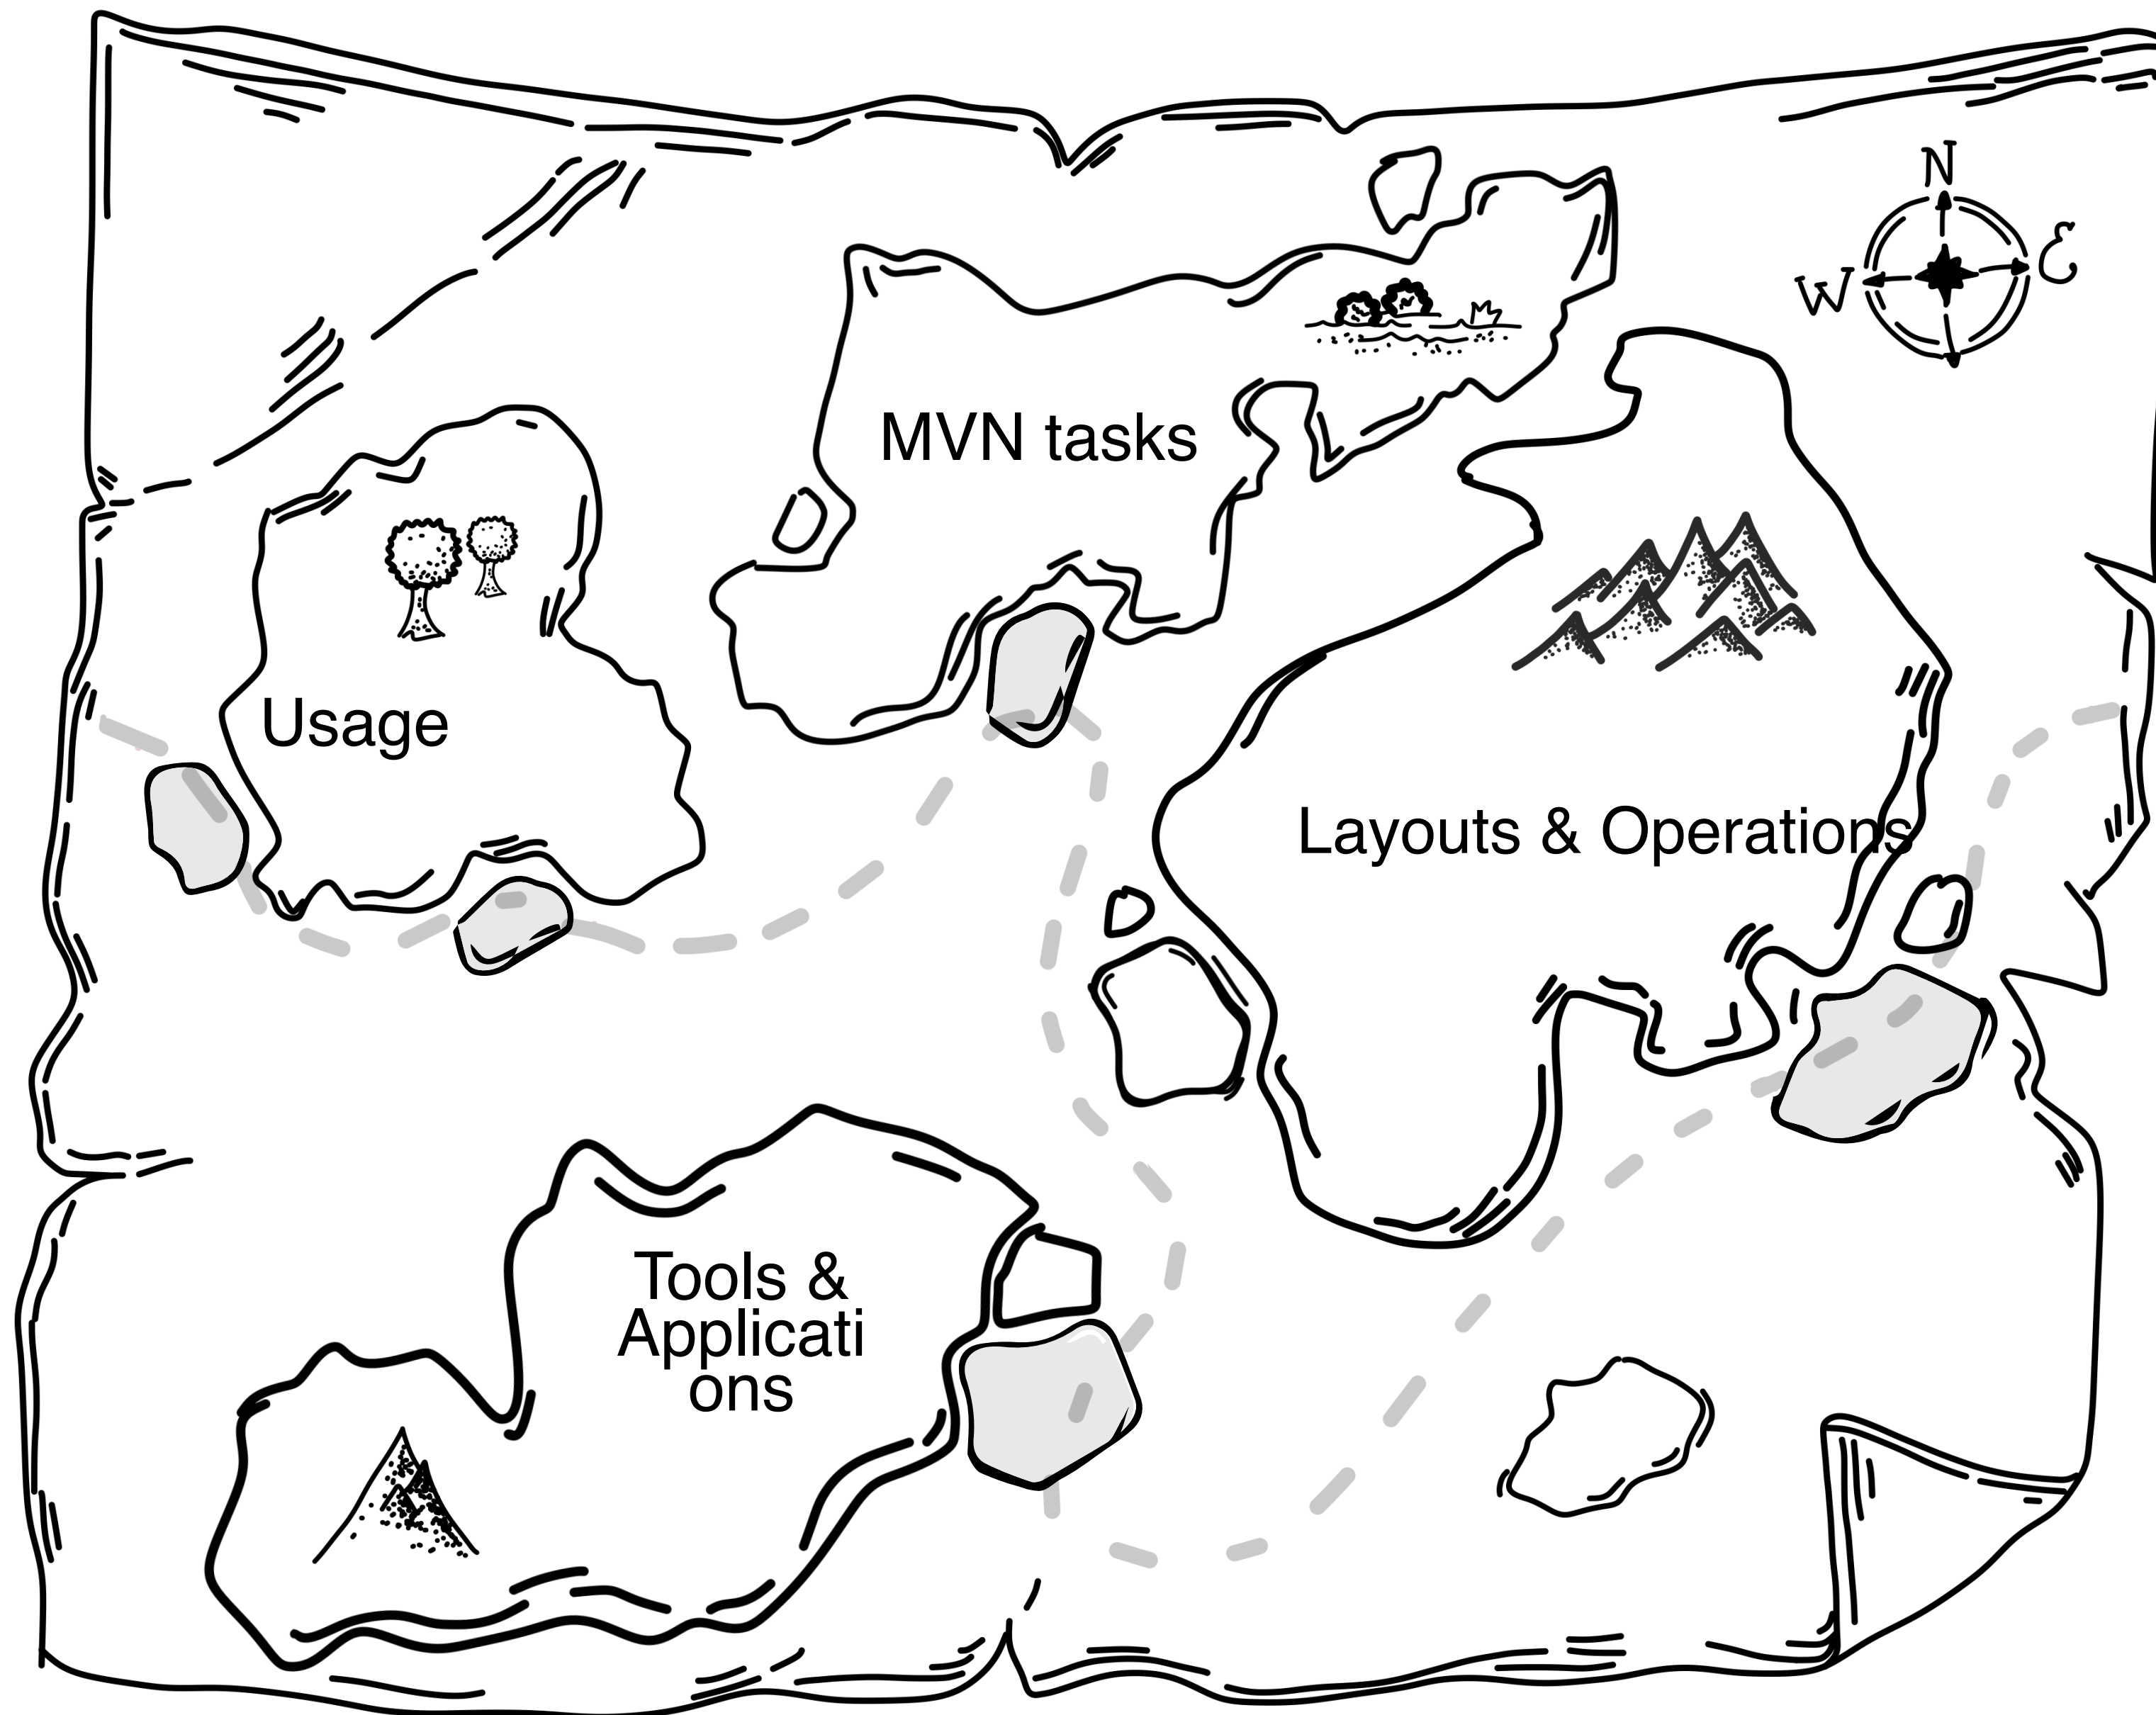 N
W
E
MVN tasks
Usage
Layouts & Operations
Tools &
Applicati
ons